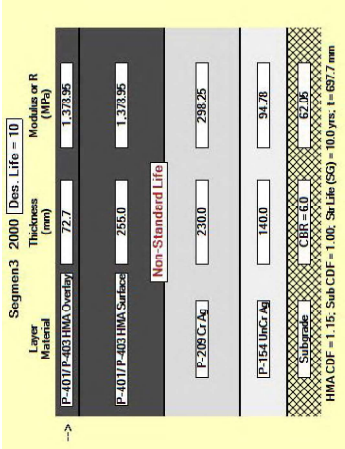 Segmen3 2000 Des. Life = 10
Layer Material
Thickness (mm)
Modulus or R (MPa)
--> P-401/ P-403 HMA Overlay 72.7 1,378.95
P-401/ P-403 HMA Surface 255.0 1,378.95
Non-Standard Life
P-209 Cr Ag 230.0 298.25
P-154 UnCr Ag 140.0 94.78
Subgrade CBR = 6.0 62.05
HMA CDF = 1.15; Sub CDF = 1.00; Str Life (SG) = 10.0 yrs; t = 697.7 mm